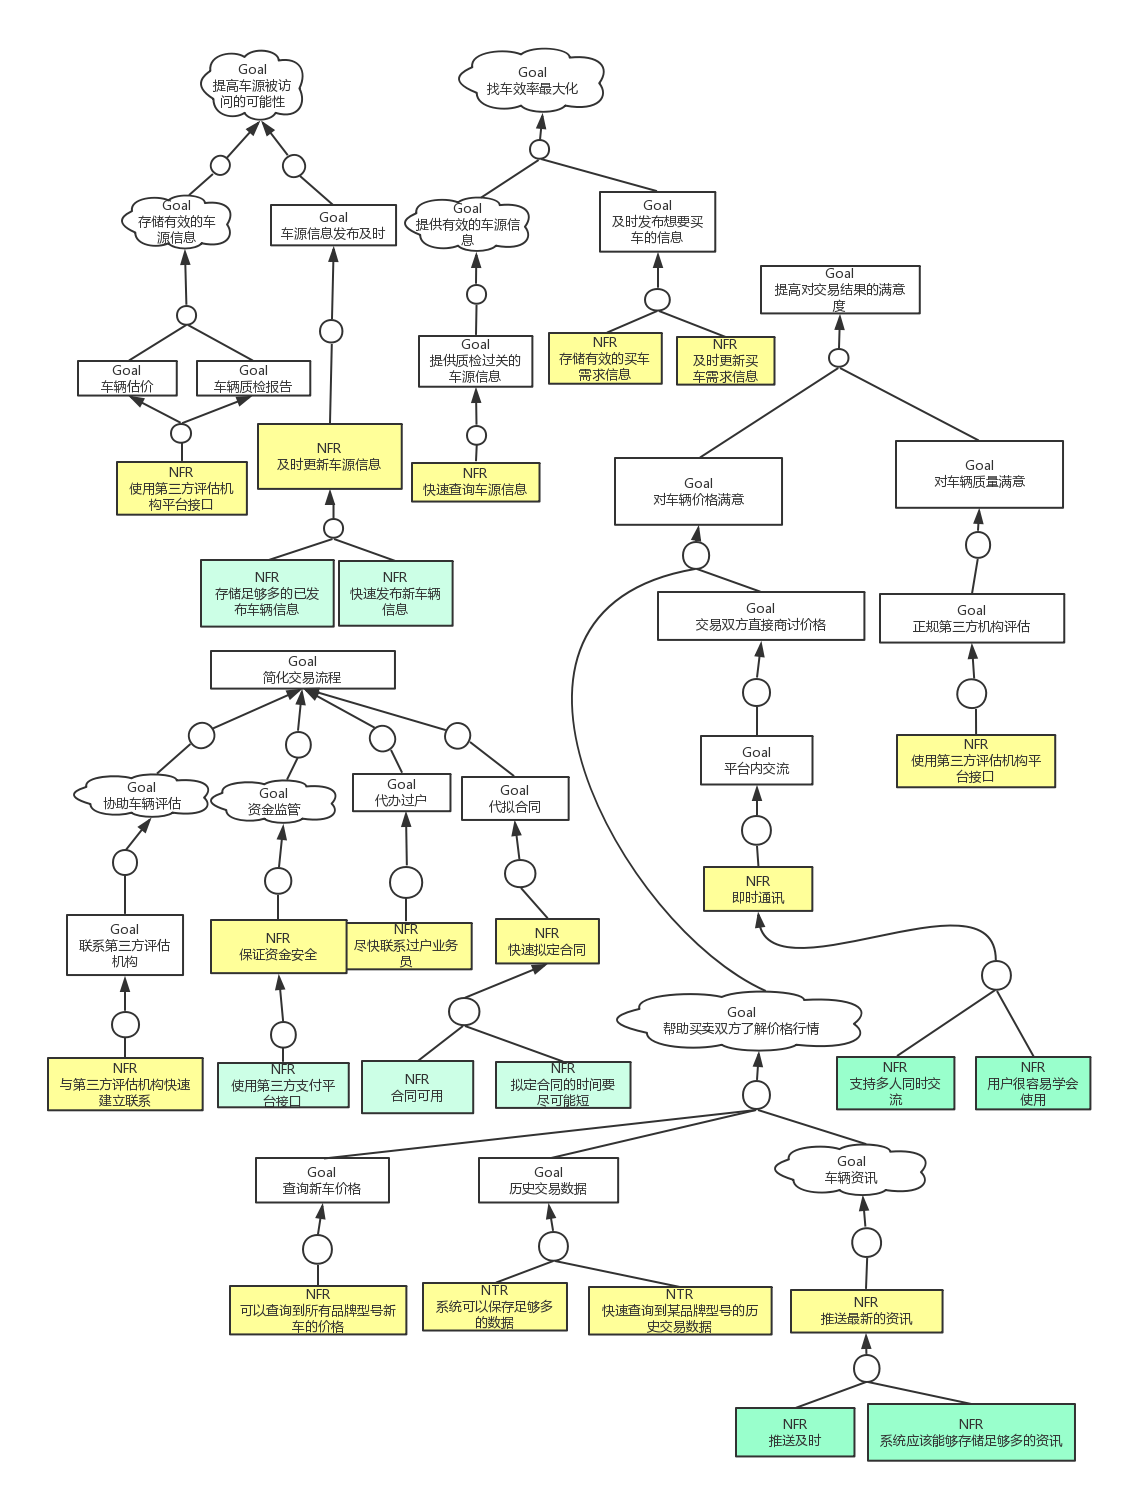 Goal
提高车源被访
问的可能性
Goal
找车效率最大化
Goal
存储有效的车
源信息
Goal
车源信息发布及时
Goal
提供有效的车源信
息
Goal
及时发布想要买
车的信息
Goal
提高对交易结果的满意
度
Goal
车辆估价
Goal
车辆质检报告
Goal
提供质检过关的
车源信息
NFR
存储有效的买车
需求信息
NFR
及时更新买
车需求信息
NFR
使用第三方评估机
构平台接口
NFR
及时更新车源信息
NFR
快速查询车源信息
Goal
对车辆价格满意
Goal
对车辆质量满意
NFR
存储足够多的已发
布车辆信息
NFR
快速发布新车辆
信息
Goal
交易双方直接商讨价格
Goal
正规第三方机构评估
Goal
简化交易流程
Goal
平台内交流
NFR
使用第三方评估机构平
台接口
Goal
协助车辆评估
Goal
资金监管
Goal
代办过户
Goal
代拟合同
NFR
即时通讯
Goal
联系第三方评估
机构
NFR
保证资金安全
NFR
尽快联系过户业务
员
NFR
快速拟定合同
Goal
帮助买卖双方了解价格行情
NFR
与第三方评估机构快速
建立联系
NFR
使用第三方支付平
台接口
NFR
合同可用
NFR
拟定合同的时间要
尽可能短
NFR
支持多人同时交
流
NFR
用户很容易学会
使用
Goal
查询新车价格
Goal
历史交易数据
Goal
车辆资讯
NFR
可以查询到所有品牌型号新
车的价格
NTR
系统可以保存足够多
的数据
NTR
快速查询到某品牌型号的历
史交易数据
NFR
推送最新的资讯
NFR
推送及时
NFR
系统应该能够存储足够多的资讯